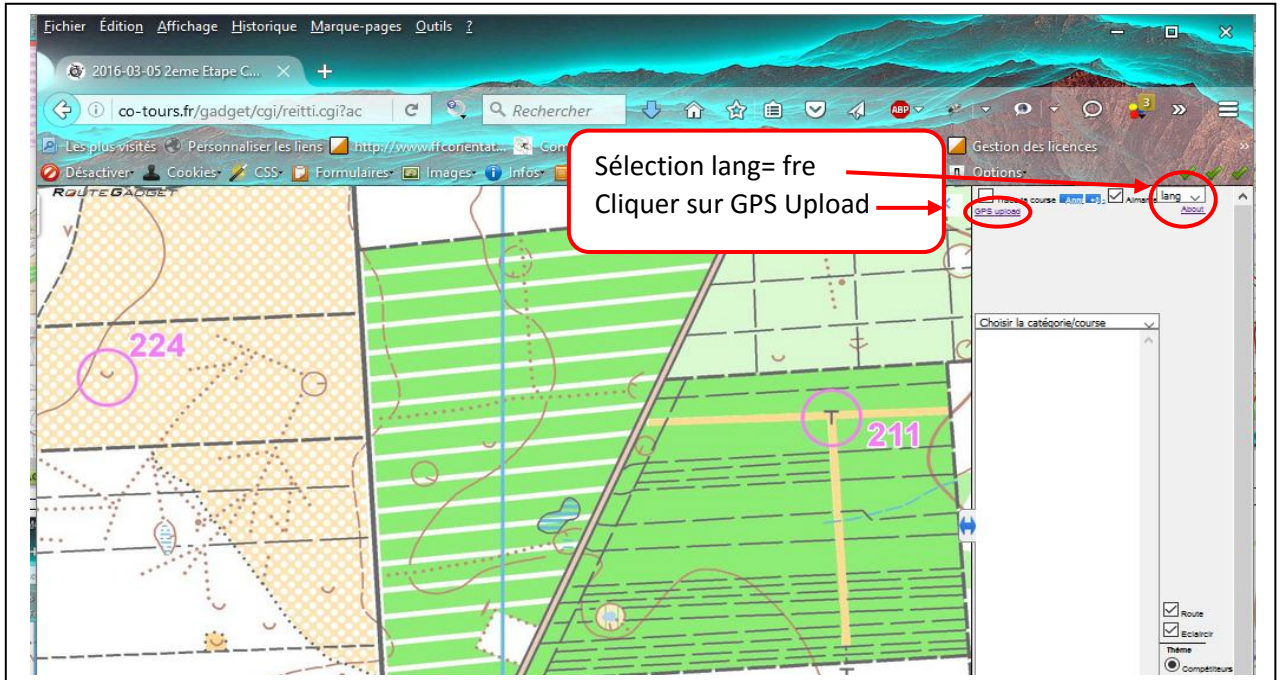 Fichier Édition Affichage Historique Marque-pages Outils ?
2016-03-05 2eme Etape C...
co-tours.fr/gadget/cgi/reitti.cgi?ac
Rechercher
ABP
3
Les plus visités Personnaliser les liens http://www.ffcorientat... Gestion des licences
Désactiver Cookies CSS Formulaires Images Infos Options
Sélection lang= fre
Cliquer sur GPS Upload
ROUTEGADGET
course lang
GPS upload About
Choisir la catégorie/course
224
211
Route
Eclaircir
Thème
Compétiteurs